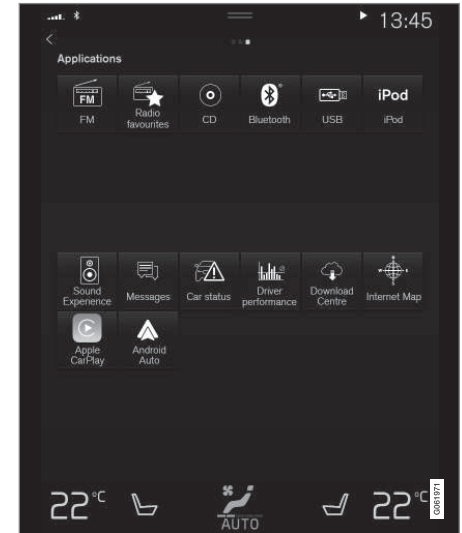 13:45
Applications
FM
iPod
FM
Radio
favourites
CD
Bluetooth
USB
iPod
Sound
Experience
Messages
Car status
Driver
performance
Download
Centre
Internet Map
Apple
CarPlay
Android
Auto
22°C
AUTO
22°C
G061971